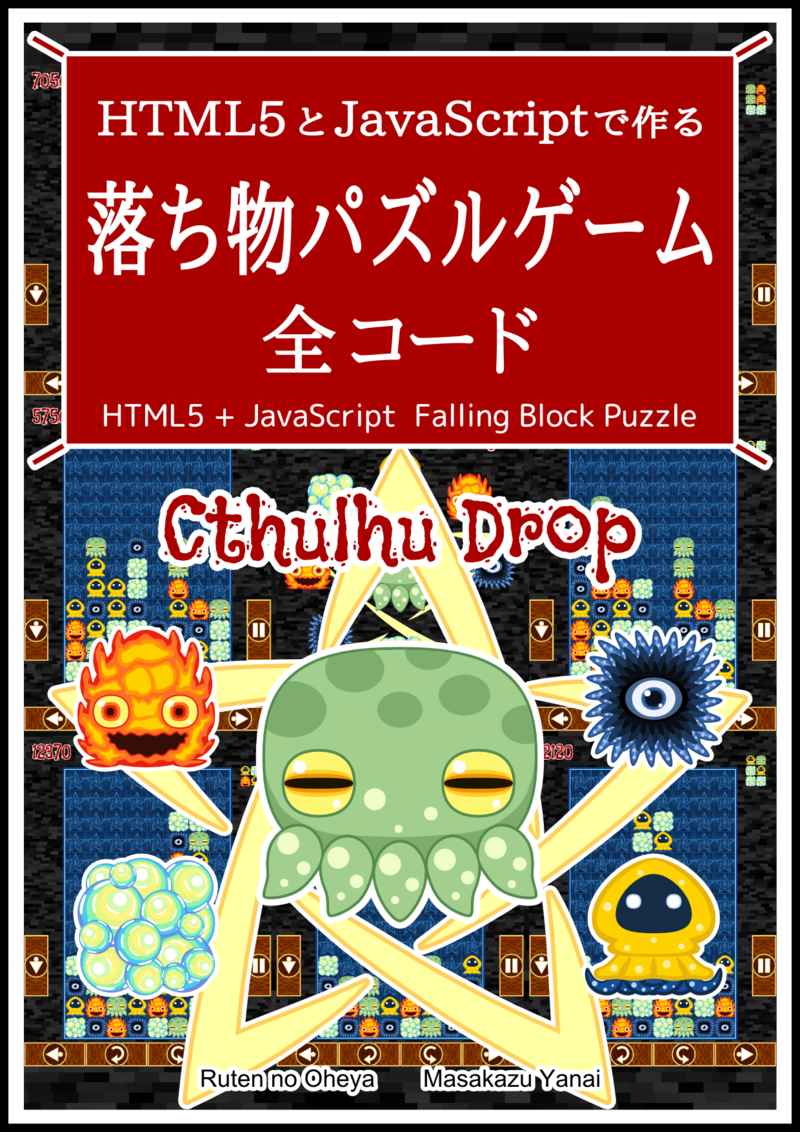 HTML5とJavaScriptで作る
落ち物パズルゲーム
全コード
HTML5 + JavaScript Falling Block Puzzle
Cthulhu Drop
12370
Ruten no Oheya Masakazu Yanai